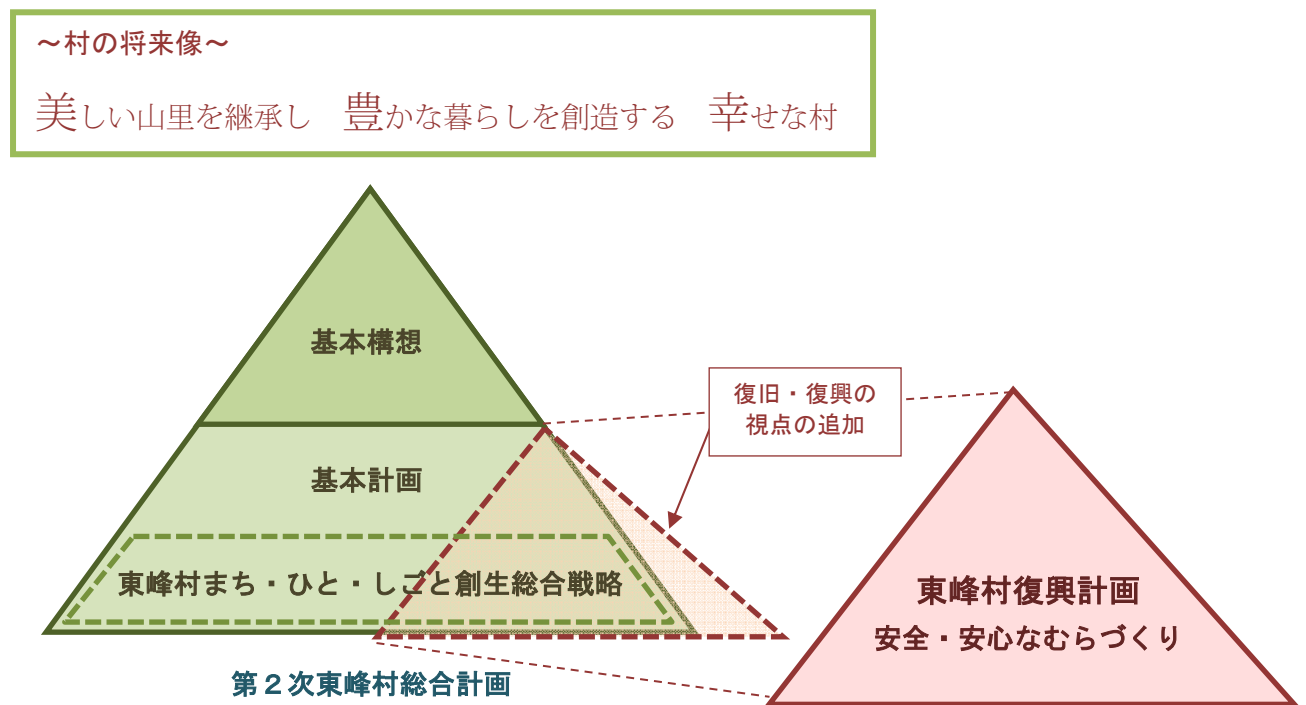 ～村の将来像～
美しい山里を継承し　豊かな暮らしを創造する　幸せな村
基本構想
復旧・復興の
視点の追加
基本計画
東峰村まち・ひと・しごと創生総合戦略
東峰村復興計画
安全・安心なむらづくり
第２次東峰村総合計画